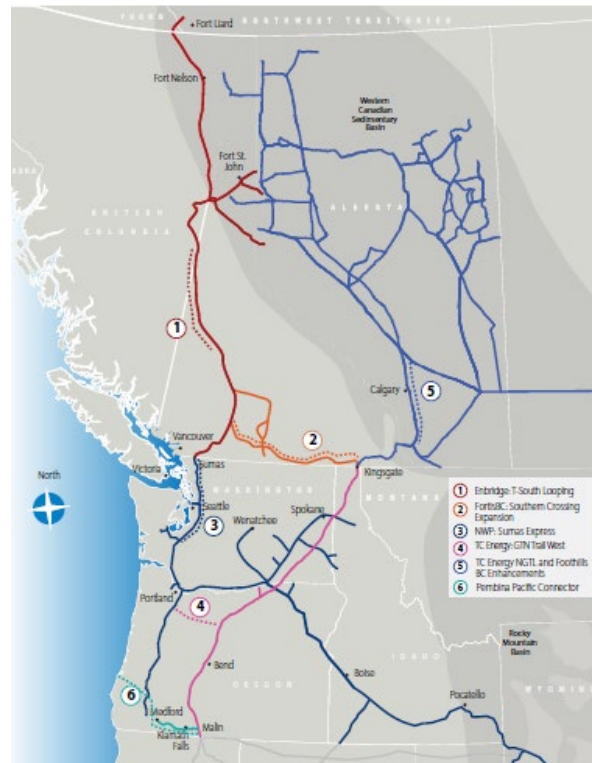 YUKON
NORTHWEST TERRITORIES
Fort Liard
Fort Nelson
Western
Canadian
Sedimentary
Basin
Fort St.
John
BRITISH
COLUMBIA
ALBERTA
1
Calgary
5
2
Vancouver
Sumas
Kingsgate
Victoria
North
WASHINGTON
MONTANA
Seattle
Spokane
Wenatchee
3
1 Enbridge: T-South Looping
2 FortisBC: Southern Crossing
Expansion
3 NWP: Sumas Express
4 TC Energy: GTN Trail West
5 TC Energy NGTL and Foothills
BC Enhancements
6 Pembina Pacific Connector
Portland
4
Rocky
Mountain
Basin
IDAHO
Bend
OREGON
Boise
WYOMING
Pocatello
6
Medford
Malin
Klamath
Falls